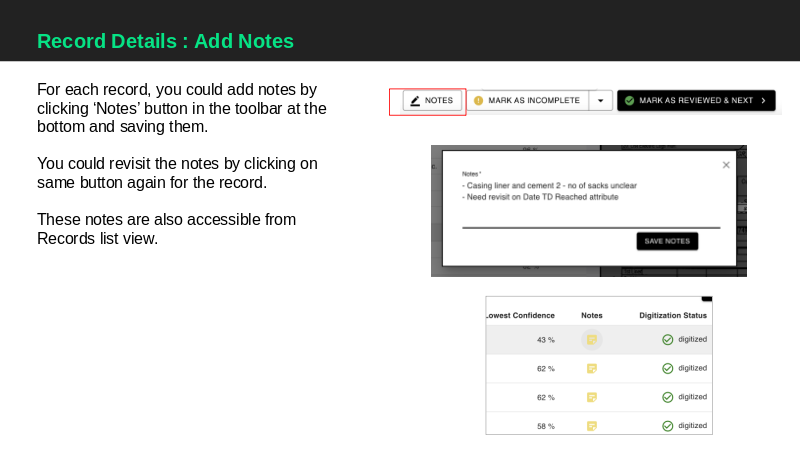 Record Details : Add Notes
For each record, you could add notes by
clicking ‘Notes’ button in the toolbar at the
bottom and saving them.
You could revisit the notes by clicking on
same button again for the record.
These notes are also accessible from
Records list view.
NOTES MARK AS INCOMPLETE MARK AS REVIEWED & NEXT
Notes *
- Casing liner and cement 2 - no of sacks unclear
- Need revisit on Date TD Reached attribute
SAVE NOTES
Lowest Confidence Notes Digitization Status
43 % digitized
62 % digitized
62 % digitized
58 % digitized